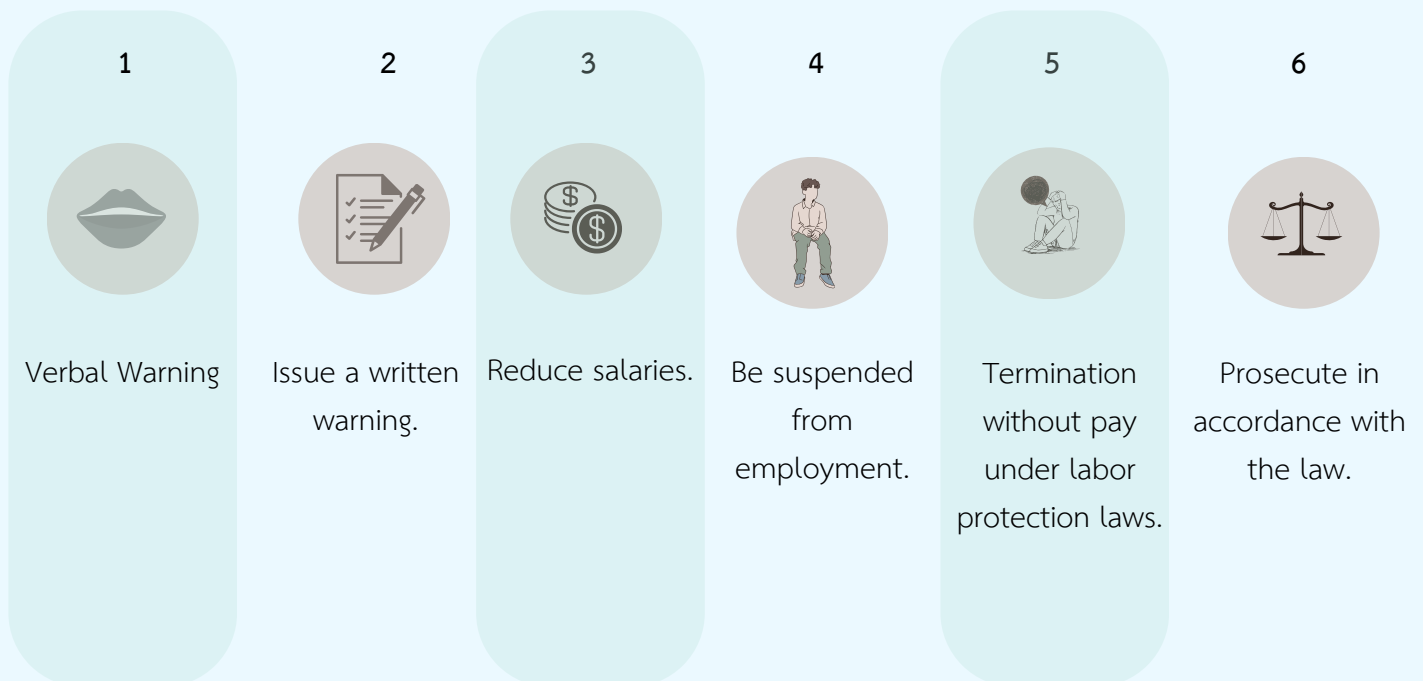 1
Verbal Warning
2
Issue a written
warning.
3
Reduce salaries.
4
Be suspended
from
employment.
5
Termination
without pay
under labor
protection laws.
6
Prosecute in
accordance with
the law.